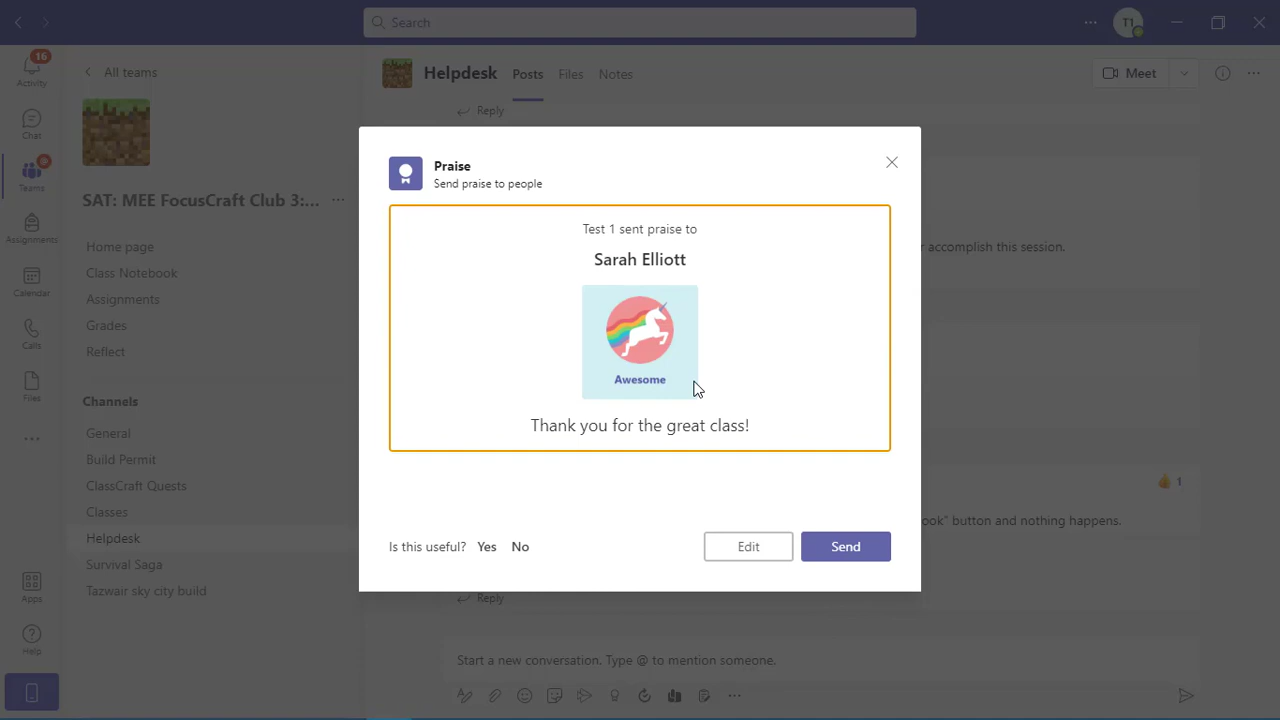 Search
T1
16
Activity
Chat
Teams
Assignments
Calendar
Calls
Files
Apps
Help
All teams
SAT: MEE FocusCraft Club 3:...
Home page
Class Notebook
Assignments
Grades
Reflect
Channels
General
Build Permit
ClassCraft Quests
Classes
Helpdesk
Survival Saga
Tazwair sky city build
Helpdesk Posts Files Notes
Meet
Reply
accomplish this session.
1
ook" button and nothing happens.
Reply
Start a new conversation. Type @ to mention someone.
Praise
Send praise to people
Test 1 sent praise to
Sarah Elliott
Awesome
Thank you for the great class!
Is this useful? Yes No
Edit
Send